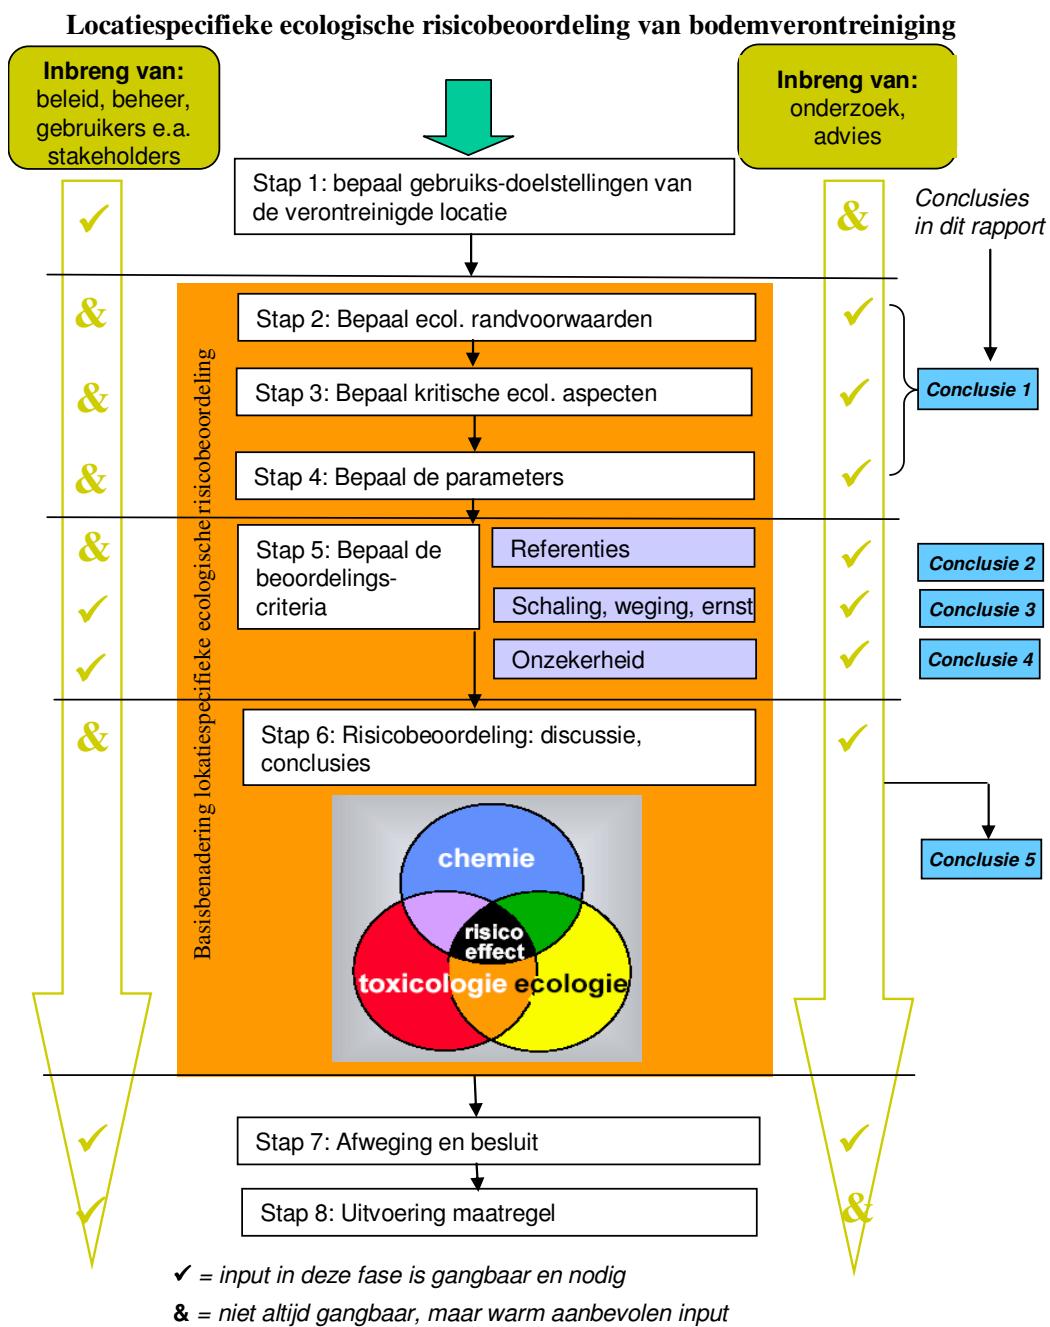 Locatiespecifieke ecologische risicobeoordeling van bodemverontreiniging
Inbreng van:
beleid, beheer,
gebruikers e.a.
stakeholders
Inbreng van:
onderzoek,
advies
Stap 1: bepaal gebruiks-doelstellingen van
de verontreinigde locatie
✓
&
Conclusies
in dit rapport
Basisbenadering lokatiespecifieke ecologische risicobeoordeling
&
Stap 2: Bepaal ecol. randvoorwaarden
✓
&
Stap 3: Bepaal kritische ecol. aspecten
✓
Conclusie 1
&
Stap 4: Bepaal de parameters
✓
&
Stap 5: Bepaal de
beoordelings-
criteria
Referenties
✓
Conclusie 2
✓
Schaling, weging, ernst
✓
Conclusie 3
✓
Onzekerheid
✓
Conclusie 4
&
Stap 6: Risicobeoordeling: discussie,
conclusies
✓
Conclusie 5
chemie
risico
effect
toxicologie
ecologie
✓
Stap 7: Afweging en besluit
✓
✓
Stap 8: Uitvoering maatregel
&
✓ = input in deze fase is gangbaar en nodig
& = niet altijd gangbaar, maar warm aanbevolen input